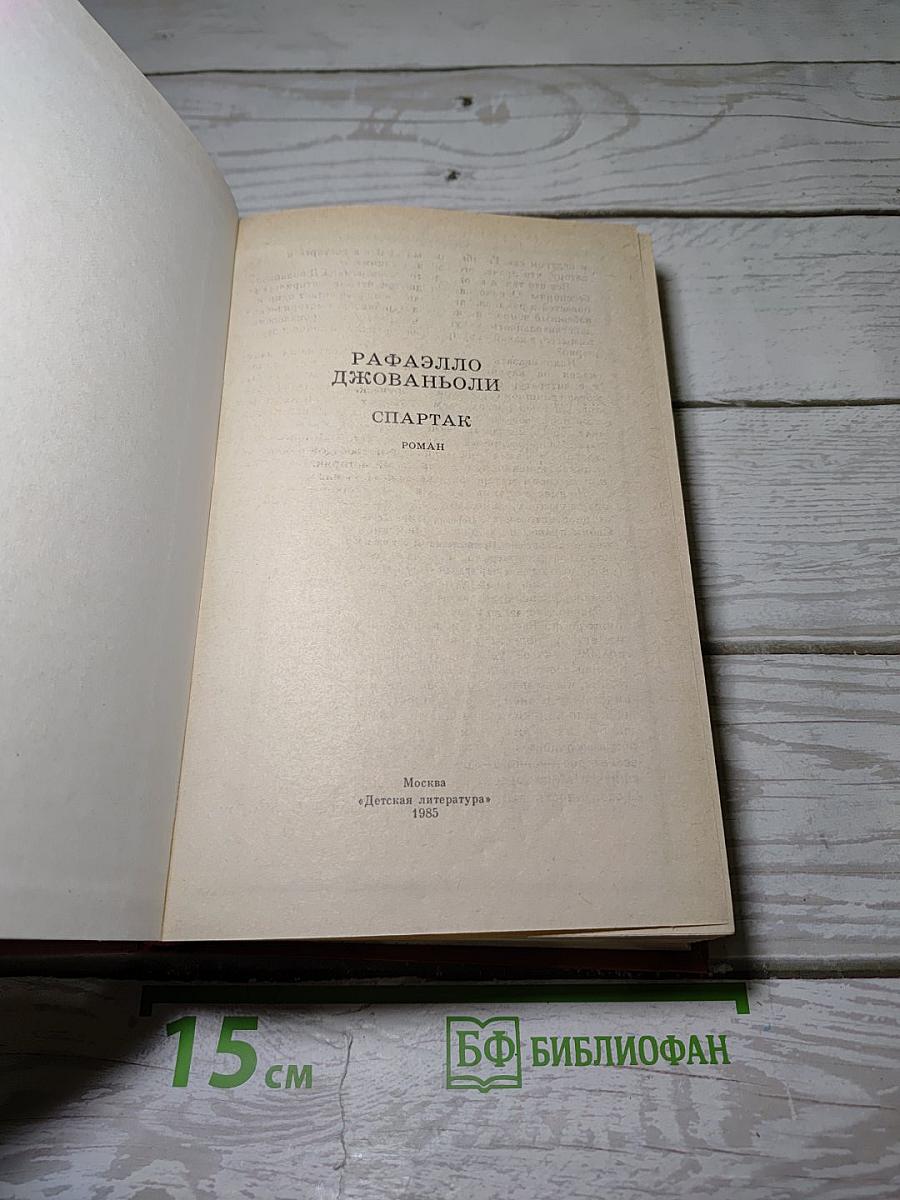 РАФАЭЛЛО
ДЖОВАНЬОЛИ
СПАРТАК
РОМАН
Москва
«Детская литература»
1985
15 см
БФ БИБЛИОФАН